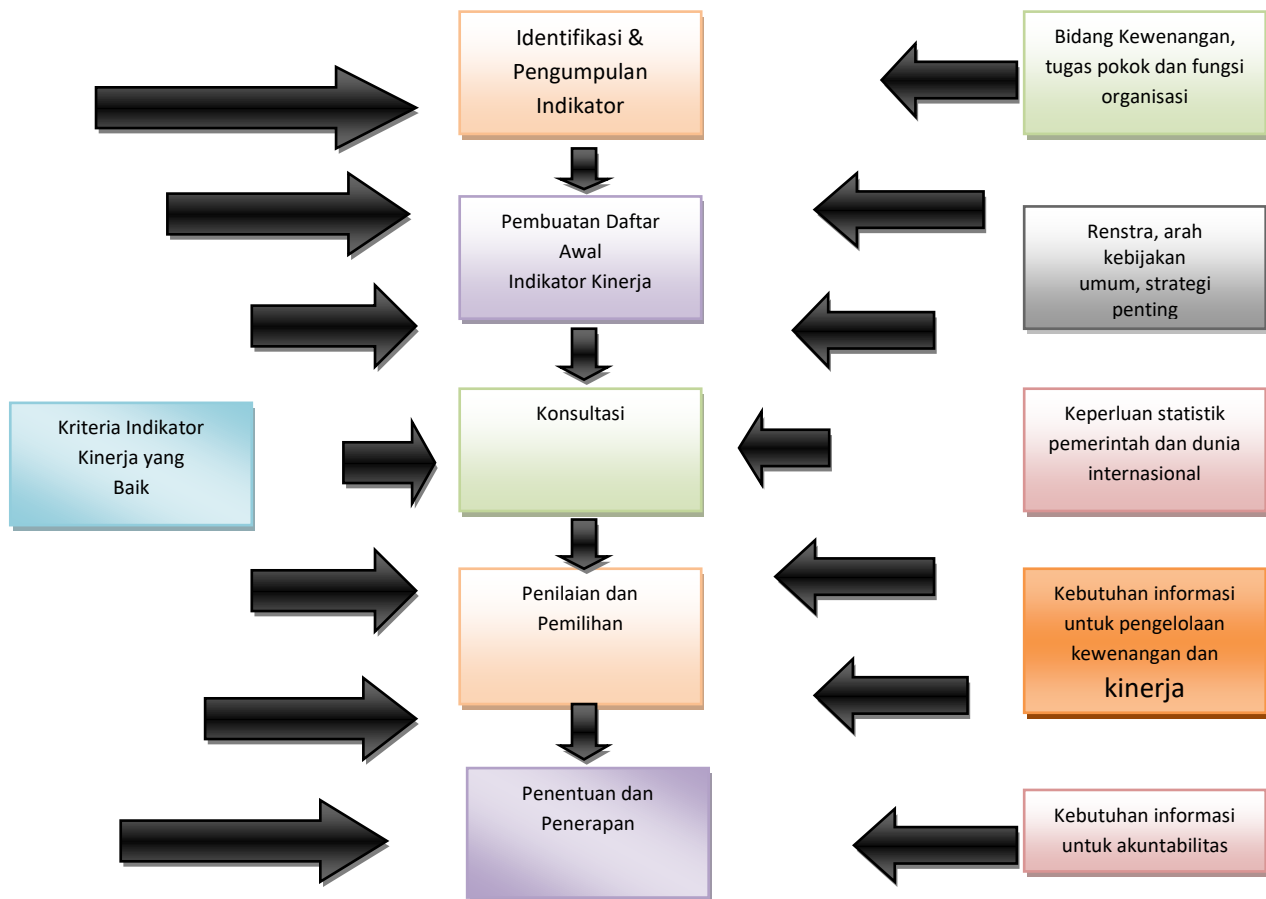 Identifikasi &
Pengumpulan
Indikator
Bidang Kewenangan,
tugas pokok dan fungsi
organisasi
Pembuatan Daftar
Awal
Indikator Kinerja
Renstra, arah
kebijakan
umum, strategi
penting
Kriteria Indikator
Kinerja yang
Baik
Konsultasi
Keperluan statistik
pemerintah dan dunia
internasional
Penilaian dan
Pemilihan
Kebutuhan informasi
untuk pengelolaan
kewenangan dan
kinerja
Penentuan dan
Penerapan
Kebutuhan informasi
untuk akuntabilitas